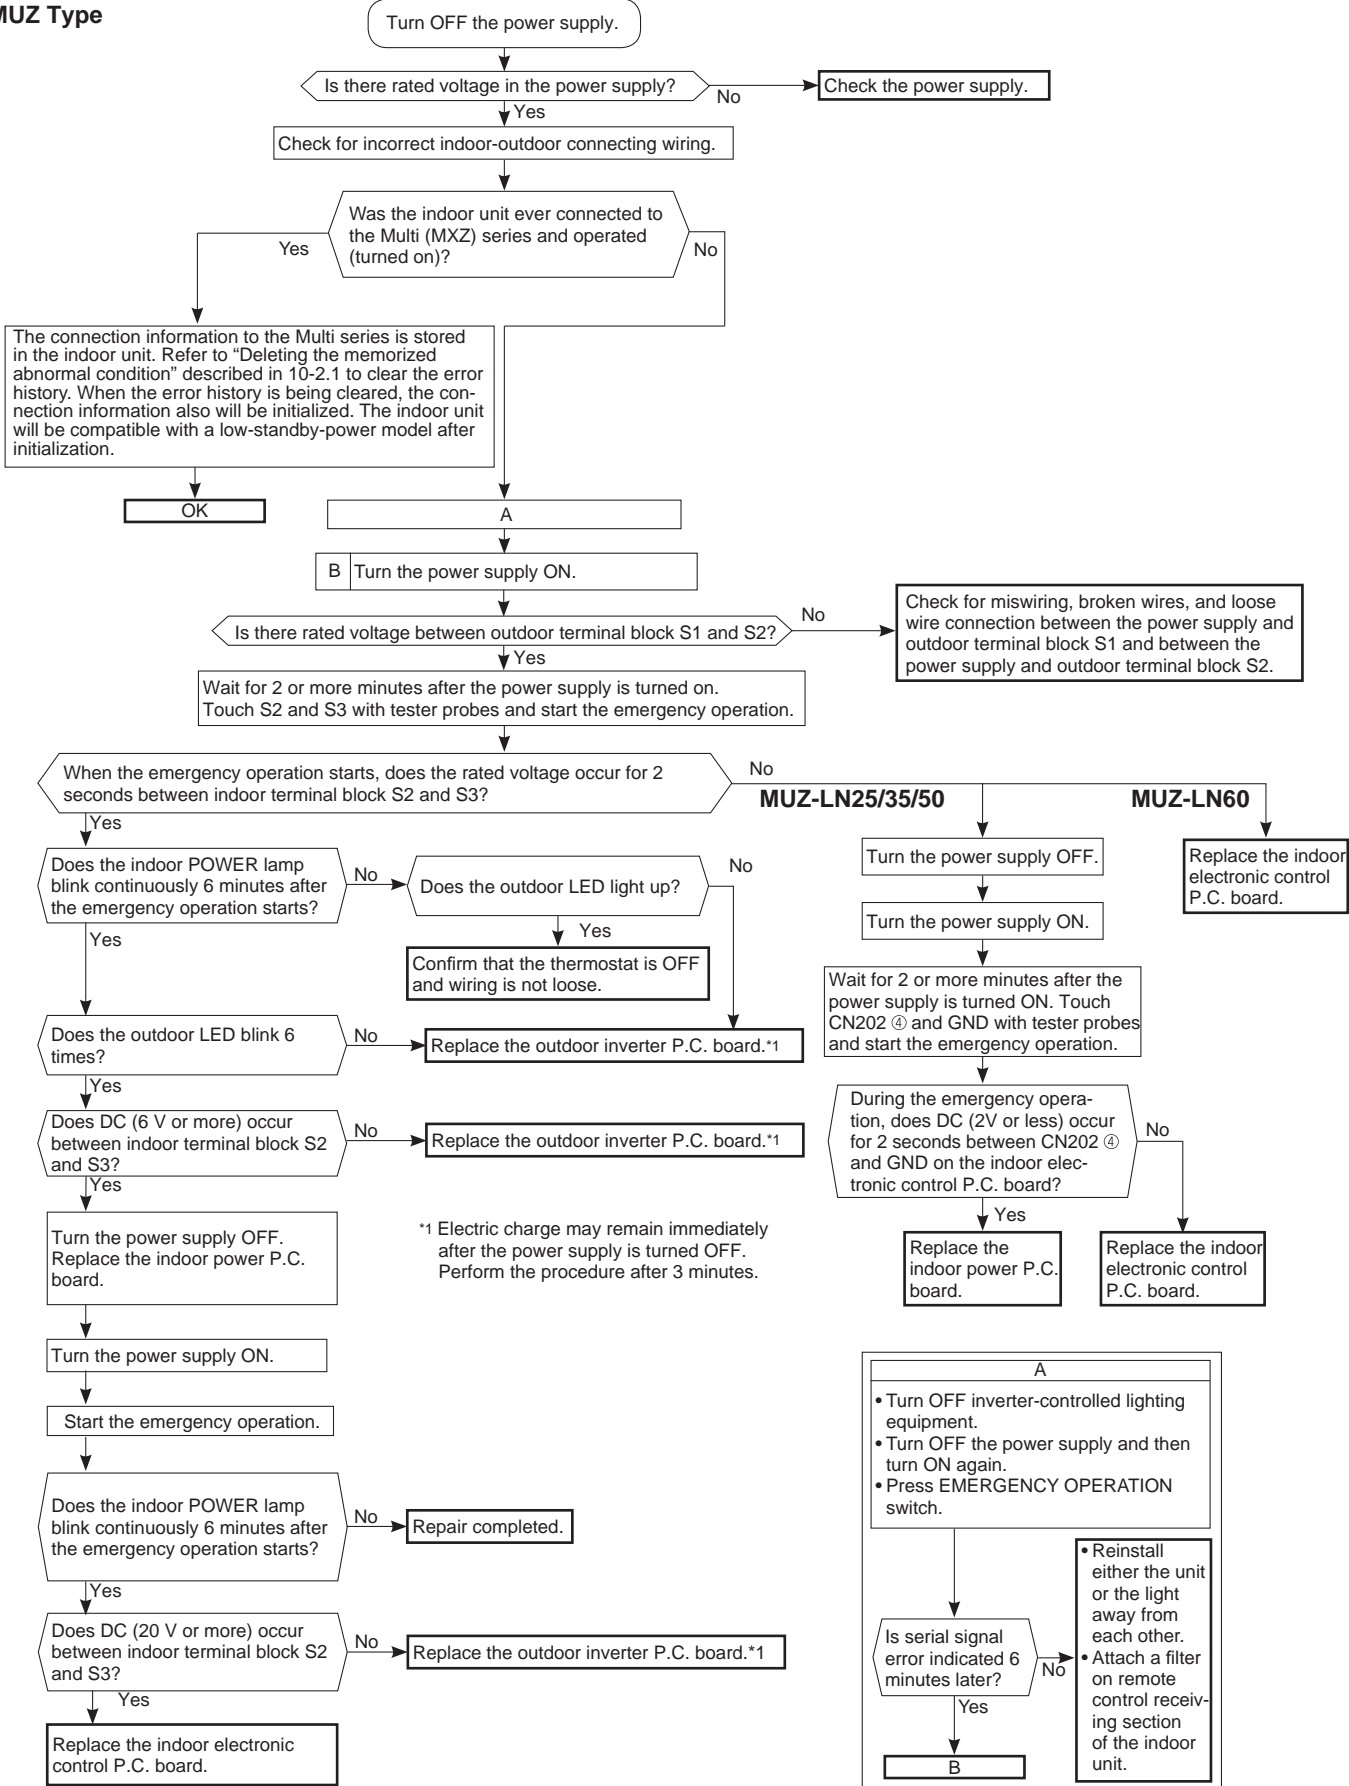 MUZ Type
Turn OFF the power supply.
Is there rated voltage in the power supply?
No
Check the power supply.
Yes
Check for incorrect indoor-outdoor connecting wiring.
Was the indoor unit ever connected to
the Multi (MXZ) series and operated
(turned on)?
Yes
No
The connection information to the Multi series is stored
in the indoor unit. Refer to “Deleting the memorized
abnormal condition” described in 10-2.1 to clear the error
history. When the error history is being cleared, the con-
nection information also will be initialized. The indoor unit
will be compatible with a low-standby-power model after
initialization.
OK
A
B
Turn the power supply ON.
Is there rated voltage between outdoor terminal block S1 and S2?
No
Check for miswiring, broken wires, and loose
wire connection between the power supply and
outdoor terminal block S1 and between the
power supply and outdoor terminal block S2.
Yes
Wait for 2 or more minutes after the power supply is turned on.
Touch S2 and S3 with tester probes and start the emergency operation.
When the emergency operation starts, does the rated voltage occur for 2
seconds between indoor terminal block S2 and S3?
No
MUZ-LN25/35/50
MUZ-LN60
Yes
Does the indoor POWER lamp
blink continuously 6 minutes after
the emergency operation starts?
No
Does the outdoor LED light up?
No
Yes
Confirm that the thermostat is OFF
and wiring is not loose.
Yes
Does the outdoor LED blink 6
times?
No
Replace the outdoor inverter P.C. board.*1
Yes
Does DC (6 V or more) occur
between indoor terminal block S2
and S3?
No
Replace the outdoor inverter P.C. board.*1
Yes
Turn the power supply OFF.
Replace the indoor power P.C.
board.
*1 Electric charge may remain immediately
after the power supply is turned OFF.
Perform the procedure after 3 minutes.
Turn the power supply ON.
Start the emergency operation.
Does the indoor POWER lamp
blink continuously 6 minutes after
the emergency operation starts?
No
Repair completed.
Yes
Does DC (20 V or more) occur
between indoor terminal block S2
and S3?
No
Replace the outdoor inverter P.C. board.*1
Yes
Replace the indoor electronic
control P.C. board.
Turn the power supply OFF.
Turn the power supply ON.
Wait for 2 or more minutes after the
power supply is turned ON. Touch
CN202 ④ and GND with tester probes
and start the emergency operation.
During the emergency opera-
tion, does DC (2V or less) occur
for 2 seconds between CN202 ④
and GND on the indoor elec-
tronic control P.C. board?
No
Yes
Replace the
indoor power P.C.
board.
Replace the indoor
electronic control
P.C. board.
Replace the indoor
electronic control
P.C. board.
A
• Turn OFF inverter-controlled lighting
equipment.
• Turn OFF the power supply and then
turn ON again.
• Press EMERGENCY OPERATION
switch.
Is serial signal
error indicated 6
minutes later?
No
• Reinstall
either the unit
or the light
away from
each other.
• Attach a filter
on remote
control receiv-
ing section
of the indoor
unit.
Yes
B